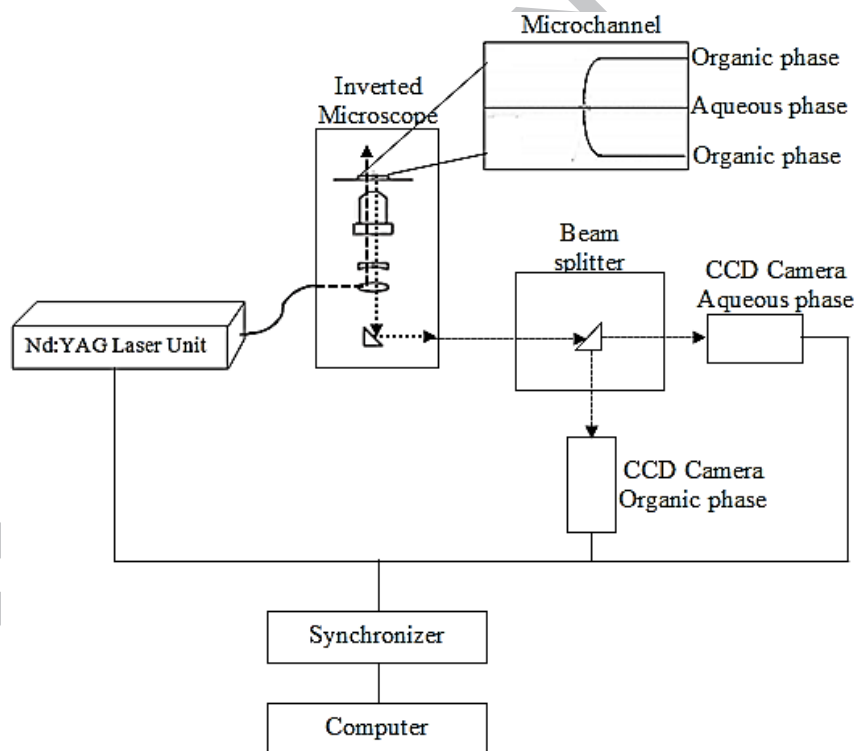 Microchannel
Organic phase
Aqueous phase
Organic phase
Inverted
Microscope
Beam
splitter
CCD Camera
Aqueous phase
Nd:YAG Laser Unit
CCD Camera
Organic phase
Synchronizer
Computer